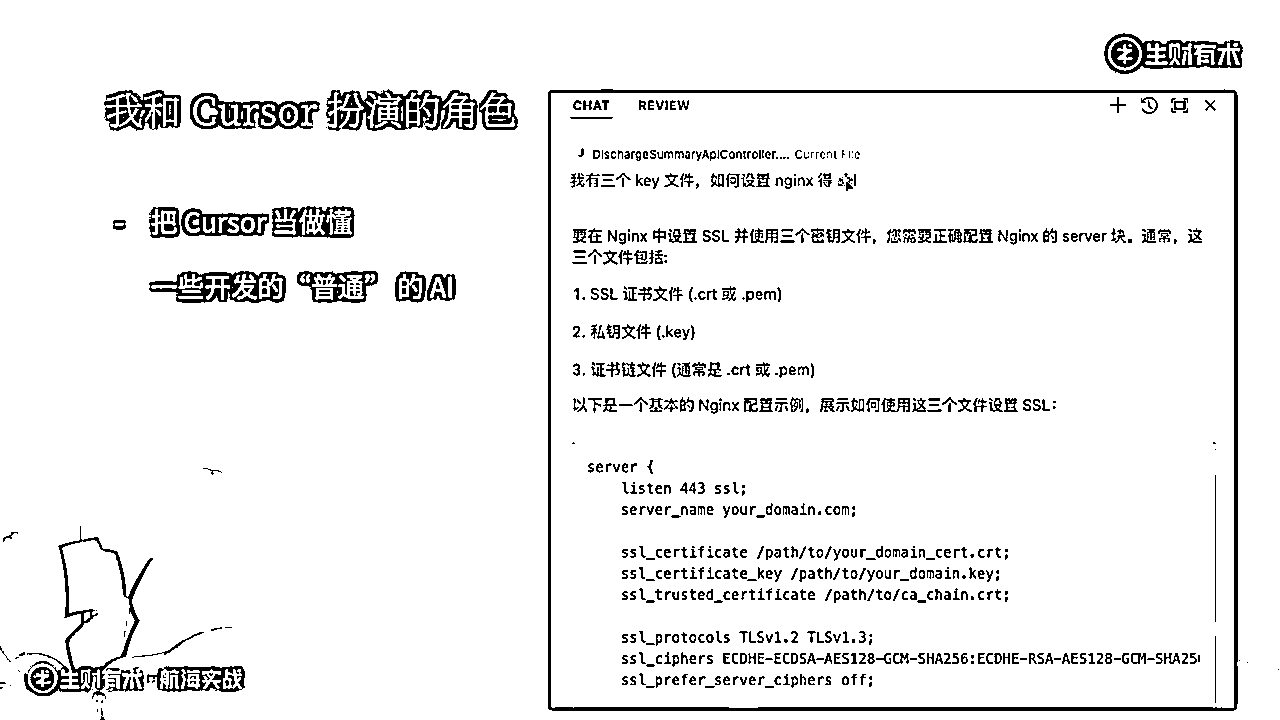 生财有术
我和 Cursor 扮演的角色
- 把 Cursor 当做懂
一些开发的“普通” 的 AI
CHAT REVIEW
DischargeSummaryApiController.... Current File
我有三个 key 文件，如何设置 nginx 得 ssl
要在 Nginx 中设置 SSL 并使用三个密钥文件，您需要正确配置 Nginx 的 server 块。通常，这
三个文件包括:
1. SSL 证书文件 (.crt 或 .pem)
2. 私钥文件 (.key)
3. 证书链文件 (通常是 .crt 或 .pem)
以下是一个基本的 Nginx 配置示例，展示如何使用这三个文件设置 SSL：
server {
listen 443 ssl;
server_name your_domain.com;
ssl_certificate /path/to/your_domain_cert.crt;
ssl_certificate_key /path/to/your_domain.key;
ssl_trusted_certificate /path/to/ca_chain.crt;
ssl_protocols TLSv1.2 TLSv1.3;
ssl_ciphers ECDHE-ECDSA-AES128-GCM-SHA256:ECDHE-RSA-AES128-GCM-SHA25
ssl_prefer_server_ciphers off;
生财有术·航海实战